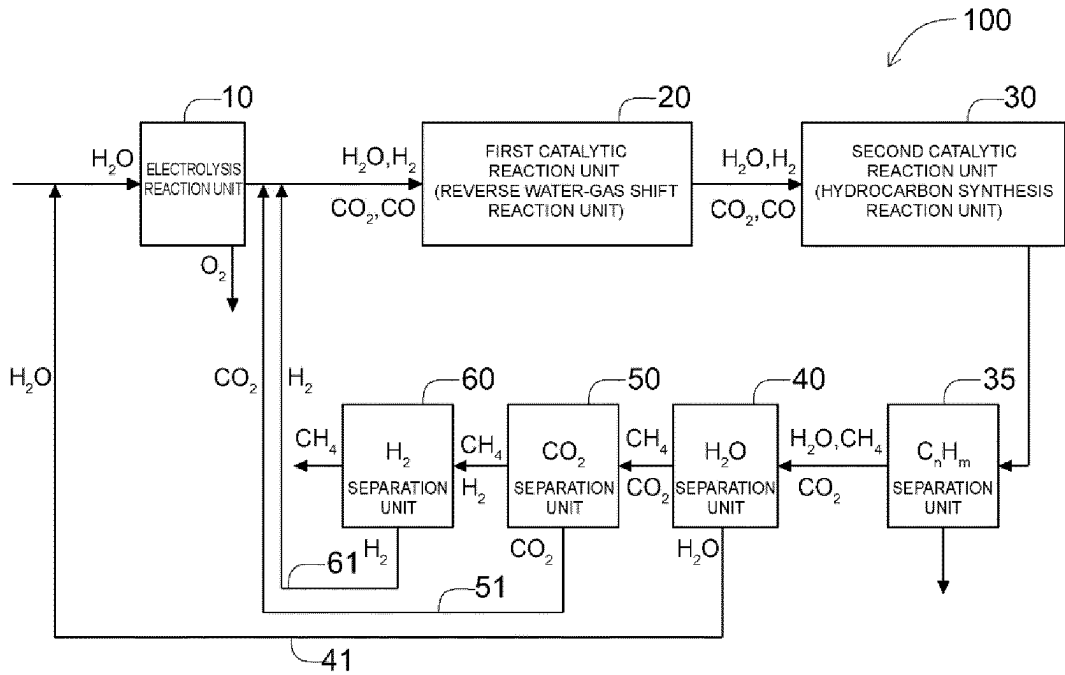 100
10
20
30
H2O
ELECTROLYSIS
REACTION UNIT
H2O,H2
CO2,CO
FIRST CATALYTIC
REACTION UNIT
(REVERSE WATER-GAS SHIFT
REACTION UNIT)
H2O,H2
CO2,CO
SECOND CATALYTIC
REACTION UNIT
(HYDROCARBON SYNTHESIS
REACTION UNIT)
O2
H2O
CO2
H2
60
50
40
35
CH4
H2
SEPARATION
UNIT
CH4
H2
CO2
SEPARATION
UNIT
CH4
CO2
H2O
SEPARATION
UNIT
H2O,CH4
CO2
CnHm
SEPARATION
UNIT
H2
CO2
H2O
61
51
41